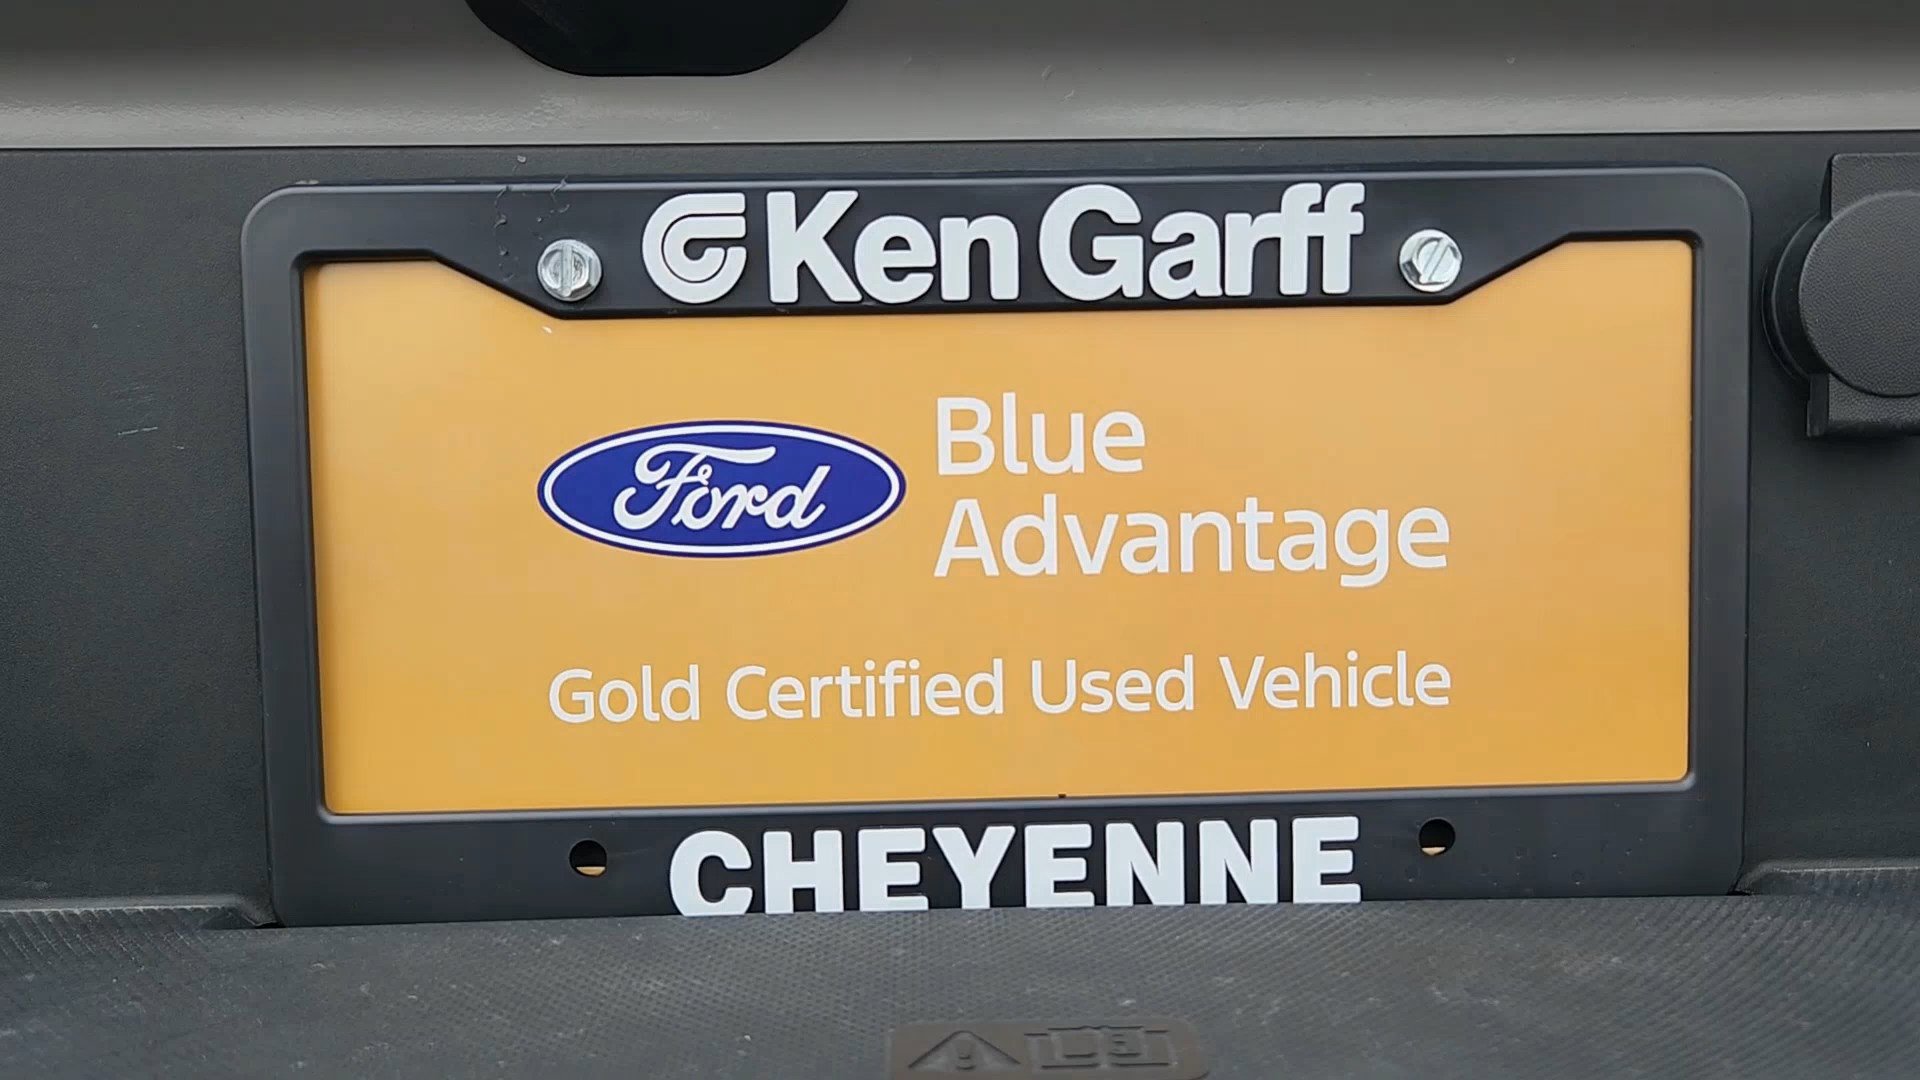 Ken Garff
Ford
Blue
Advantage
Gold Certified Used Vehicle
CHEYENNE